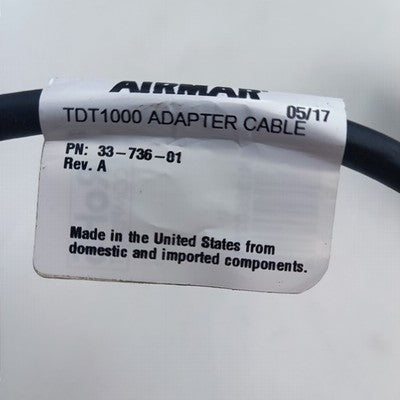 AIRMAR
05/17
TDT1000 ADAPTER CABLE
PN: 33-736-01
Rev. A
Made in the United States from
domestic and imported components.